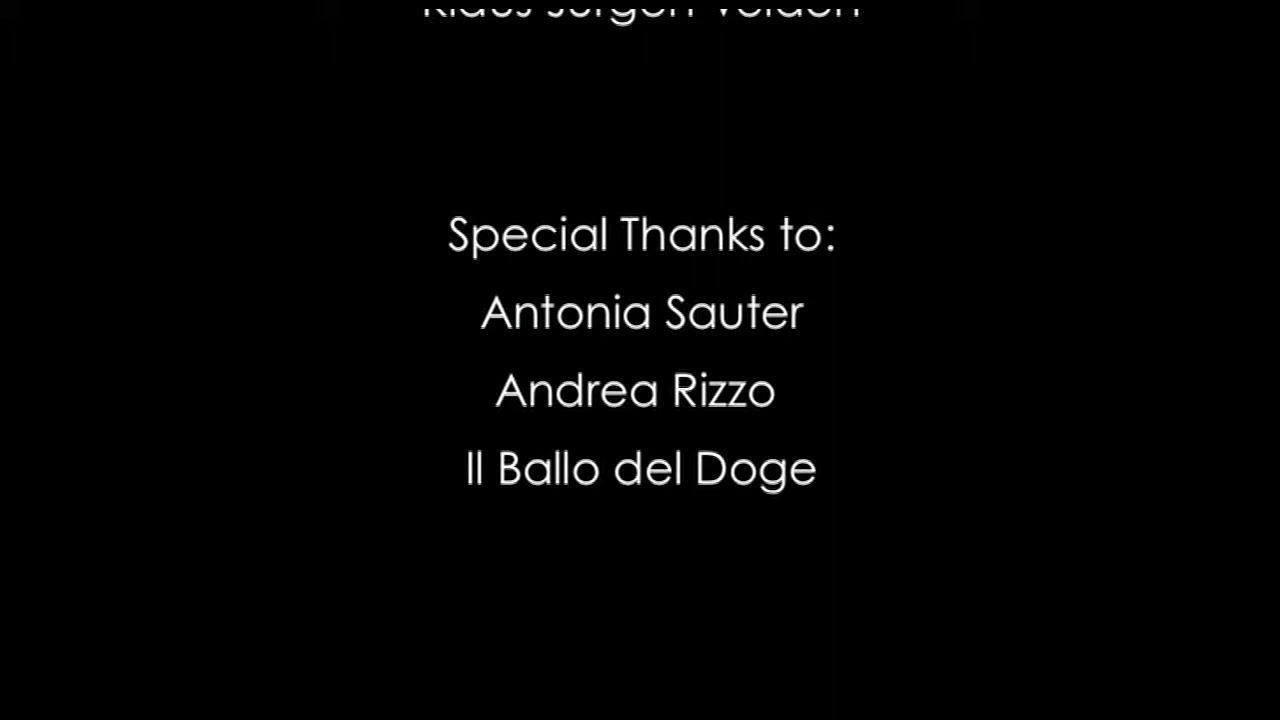 Special Thanks to:
Antonia Sauter
Andrea Rizzo
Il Ballo del Doge